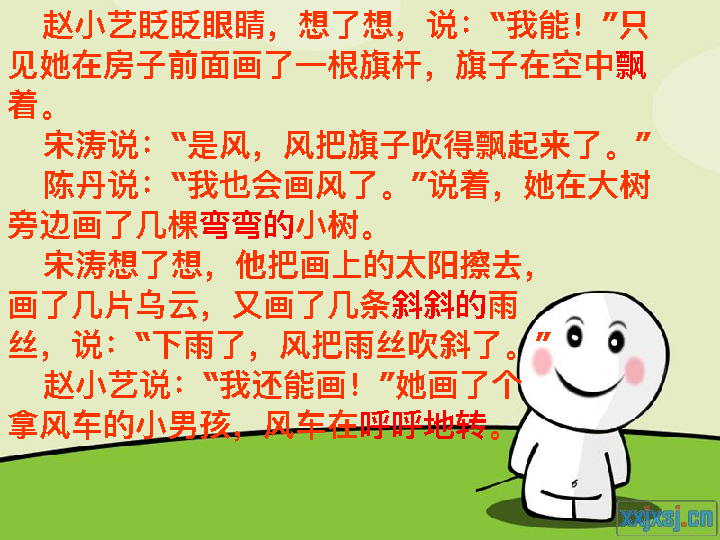 赵小艺眨眨眼睛，想了想，说：“我能！”只
见她在房子前面画了一根旗杆，旗子在空中飘
着。
宋涛说：“是风，风把旗子吹得飘起来了。”
陈丹说：“我也会画风了。”说着，她在大树
旁边画了几棵弯弯的小树。
宋涛想了想，他把画上的太阳擦去，
画了几片乌云，又画了几条斜斜的雨
丝，说：“下雨了，风把雨丝吹斜了。”
赵小艺说：“我还能画！”她画了个
拿风车的小男孩，风车在呼呼地转。
xxjxsj.cn